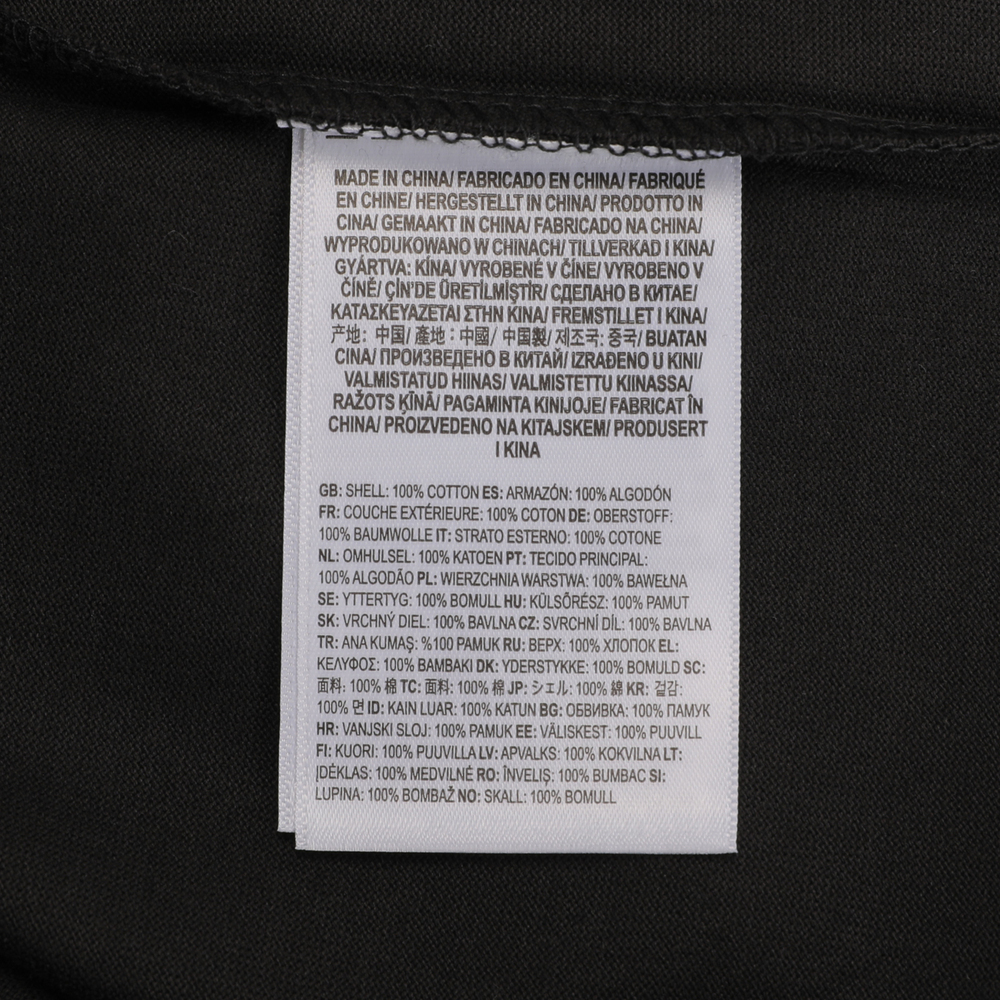 MADE IN CHINA/ FABRICADO EN CHINA/ FABRIQUÉ
EN CHINE/ HERGESTELLT IN CHINA/ PRODOTTO IN
CINA/ GEMAAKT IN CHINA/ FABRICADO NA CHINA/
WYPRODUKOWANO W CHINACH/ TILLVERKAD I KINA/
GYÁRTVA: KÍNA/ VYROBENÉ V ČÍNE/ VYROBENO V
ČÍNĚ/ ÇİN'DE ÜRETİLMİŞTİR/ СДЕЛАНО В КИТАЕ/
ΚΑΤΑΣΚΕΥΑΖΕΤΑΙ ΣΤΗΝ ΚΙΝΑ/ FREMSTILLET I KINA/
产地: 中国/ 產地：中國/ 中国製/ 제조국: 중국/ BUATAN
CINA/ ПРОИЗВЕДЕНО В КИТАЙ/ IZRAĐENO U KINI/
VALMISTATUD HIINAS/ VALMISTETTU KIINASSA/
RAŽOTS ĶĪNĀ/ PAGAMINTA KINIJOJE/ FABRICAT ÎN
CHINA/ PROIZVEDENO NA KITAJSKEM/ PRODUSERT
I KINA
GB: SHELL: 100% COTTON ES: ARMAZÓN: 100% ALGODÓN
FR: COUCHE EXTÉRIEURE: 100% COTON DE: OBERSTOFF:
100% BAUMWOLLE IT: STRATO ESTERNO: 100% COTONE
NL: OMHULSEL: 100% KATOEN PT: TECIDO PRINCIPAL:
100% ALGODÃO PL: WIERZCHNIA WARSTWA: 100% BAWEŁNA
SE: YTTERTYG: 100% BOMULL HU: KÜLSŐRÉSZ: 100% PAMUT
SK: VRCHNÝ DIEL: 100% BAVLNA CZ: SVRCHNÍ DÍL: 100% BAVLNA
TR: ANA KUMAŞ: %100 PAMUK RU: ВЕРХ: 100% ХЛОПОК EL:
ΚΕΛΥΦΟΣ: 100% ΒΑΜΒΑΚΙ DK: YDERSTYKKE: 100% BOMULD SC:
面料: 100% 棉 TC: 面料: 100% 棉 JP: シェル: 100% 綿 KR: 겉감:
100% 면 ID: KAIN LUAR: 100% KATUN BG: ОБВИВКА: 100% ПАМУК
HR: VANJSKI SLOJ: 100% PAMUK EE: VÄLISKEST: 100% PUUVILL
FI: KUORI: 100% PUUVILLA LV: APVALKS: 100% KOKVILNA LT:
ĮDĖKLAS: 100% MEDVILNĖ RO: ÎNVELIŞ: 100% BUMBAC SI:
LUPINA: 100% BOMBAŽ NO: SKALL: 100% BOMULL